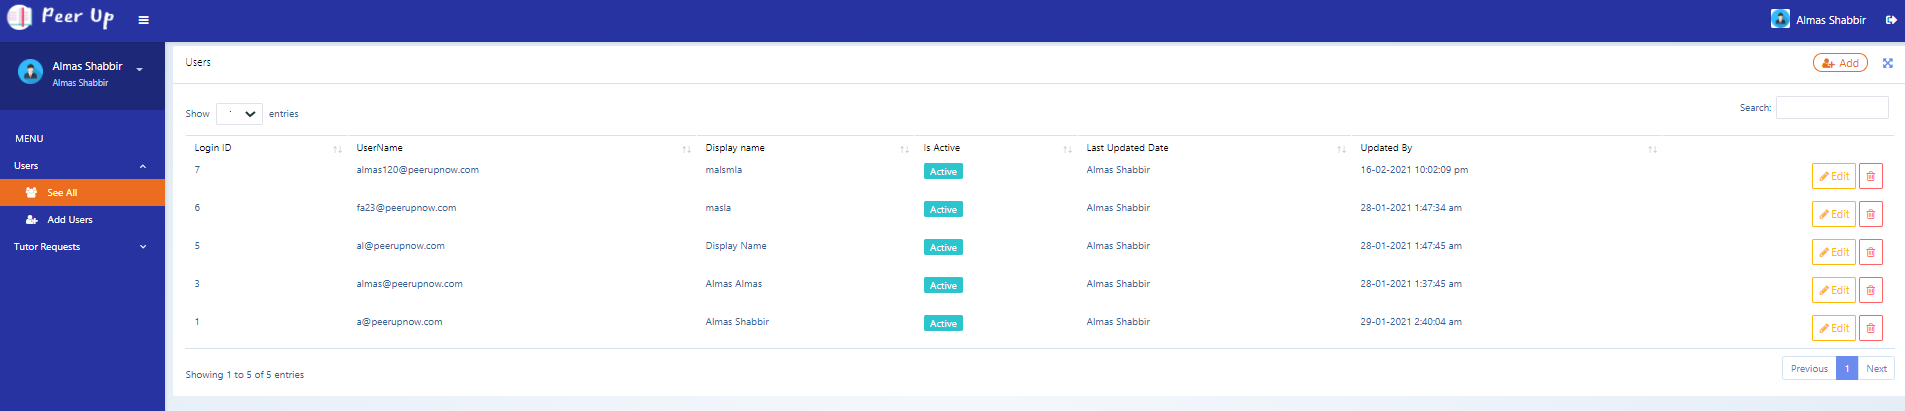 Peer Up
Almas Shabbir
Almas Shabbir
Almas Shabbir
MENU
Users
See All
Add Users
Tutor Requests
Users
Add
Show entries
Search:
Login ID UserName Display name Is Active Last Updated Date Updated By
7 almas120@peerupnow.com malsmla Active Almas Shabbir 16-02-2021 10:02:09 pm Edit
6 fa23@peerupnow.com masla Active Almas Shabbir 28-01-2021 1:47:34 am Edit
5 al@peerupnow.com Display Name Active Almas Shabbir 28-01-2021 1:47:45 am Edit
3 almas@peerupnow.com Almas Almas Active Almas Shabbir 28-01-2021 1:37:45 am Edit
1 a@peerupnow.com Almas Shabbir Active Almas Shabbir 29-01-2021 2:40:04 am Edit
Showing 1 to 5 of 5 entries
Previous 1 Next